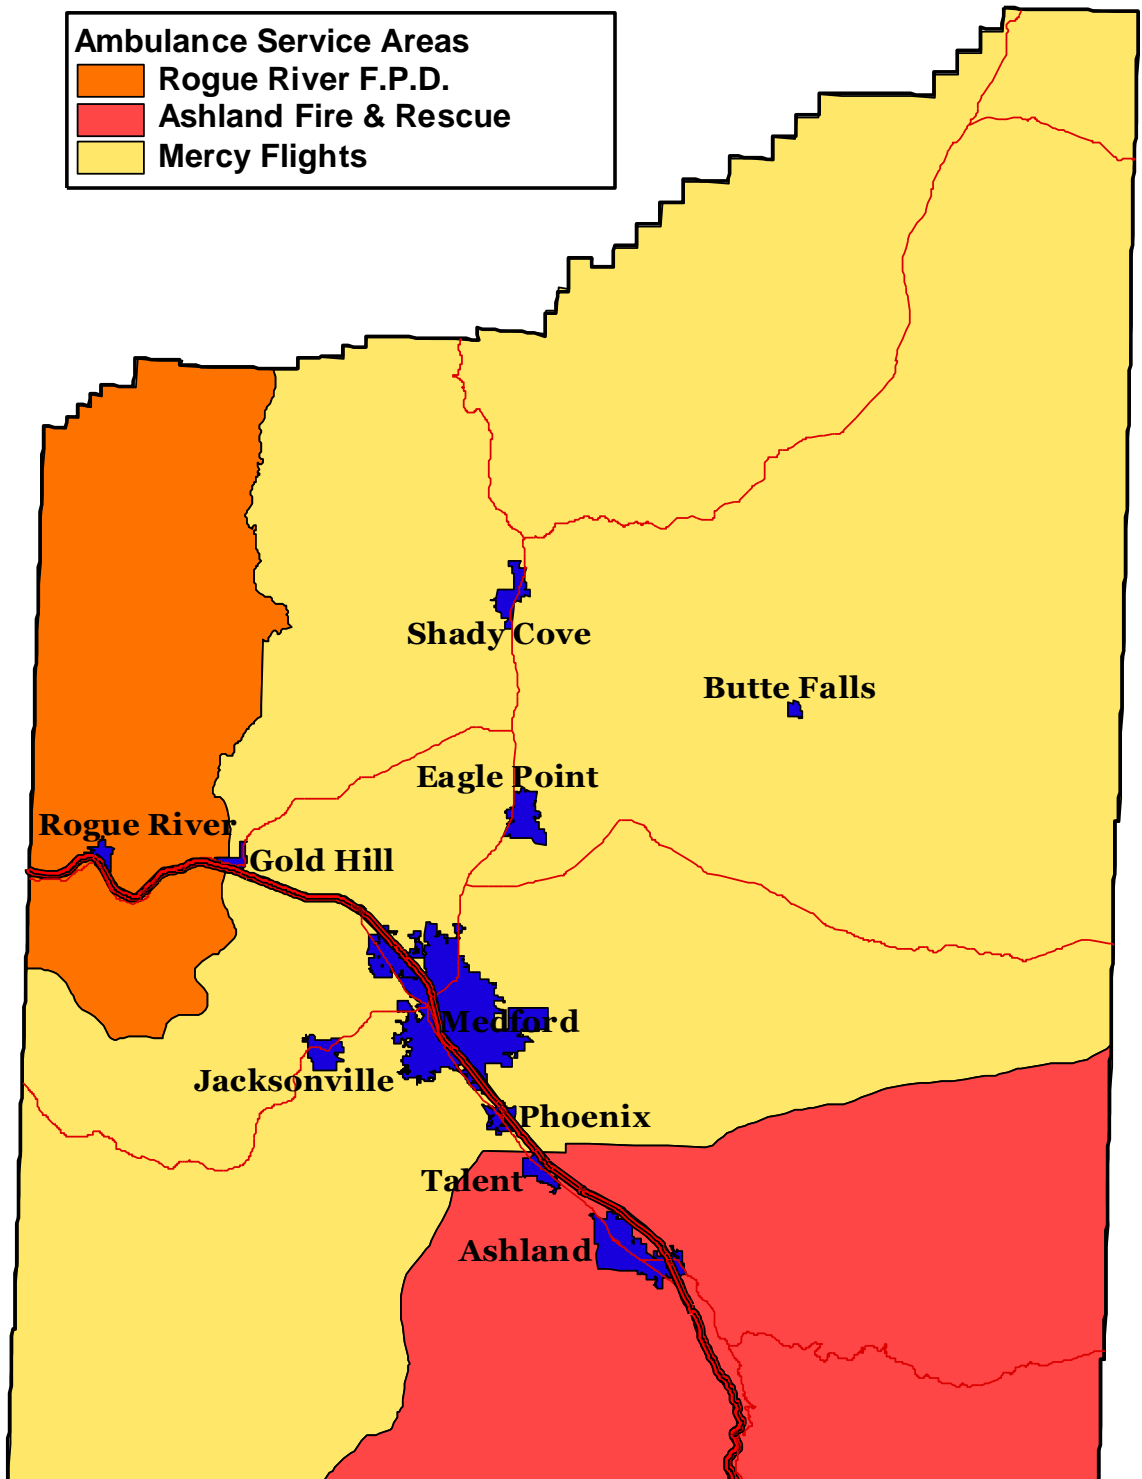 Ambulance Service Areas
Rogue River F.P.D.
Ashland Fire & Rescue
Mercy Flights
Shady Cove
Butte Falls
Eagle Point
Rogue River
Gold Hill
Medford
Jacksonville
Phoenix
Talent
Ashland